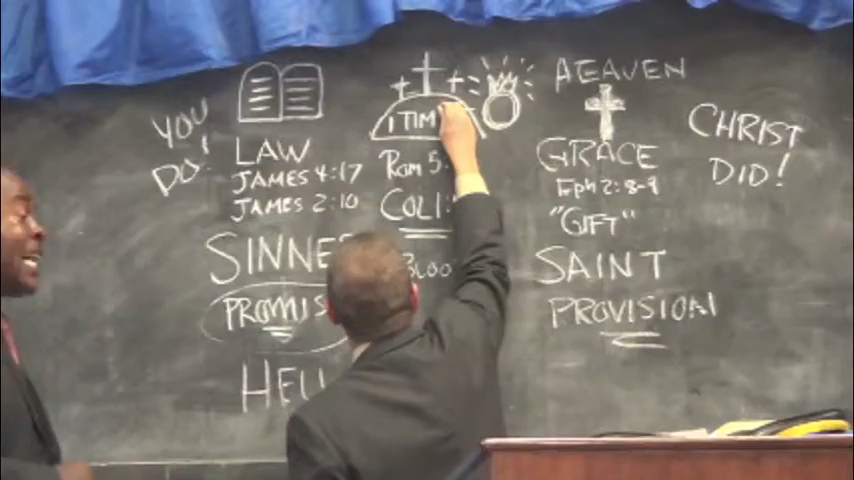 YOU
DO!
LAW
JAMES 4:17
JAMES 2:10
SINNE
PROMIS
HELL
1 TIM
Rom 5:
COL 1:
BLOO
HEAVEN
GRACE
Eph 2:8-9
"GIFT"
SAINT
PROVISION
CHRIST
DID!